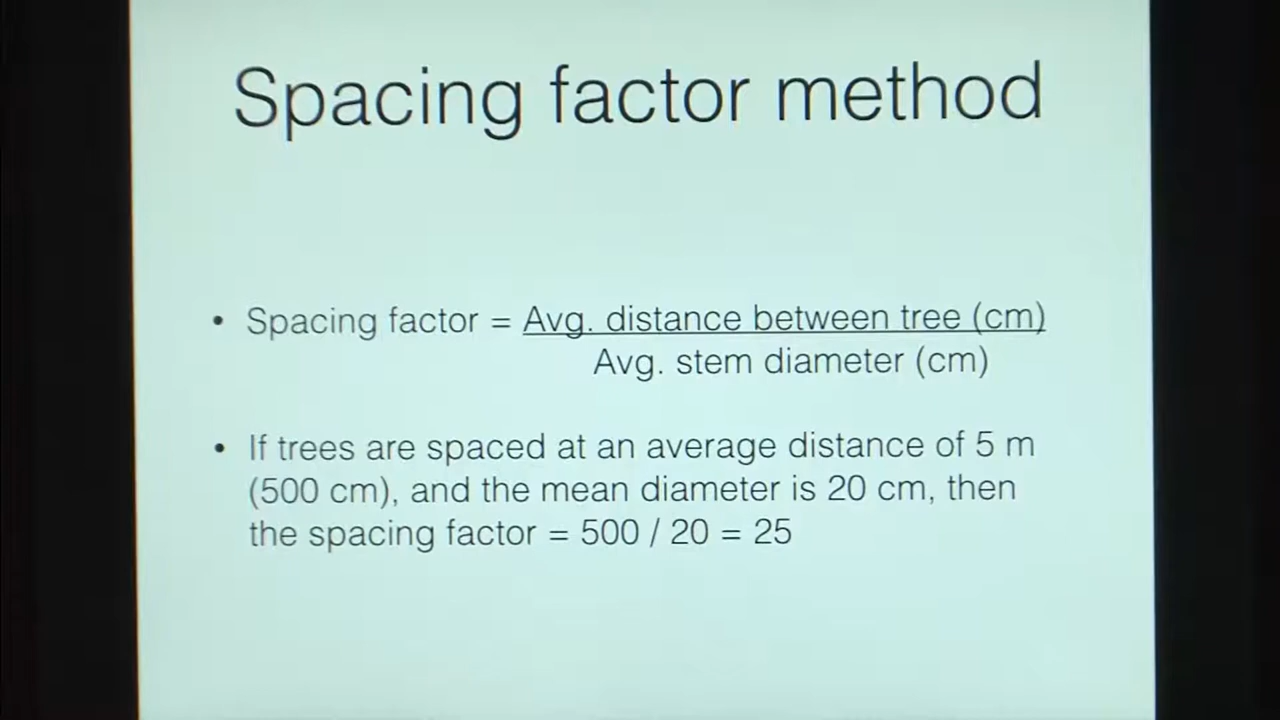 Spacing factor method
• Spacing factor = Avg. distance between tree (cm)
Avg. stem diameter (cm)
• If trees are spaced at an average distance of 5 m
(500 cm), and the mean diameter is 20 cm, then
the spacing factor = 500 / 20 = 25